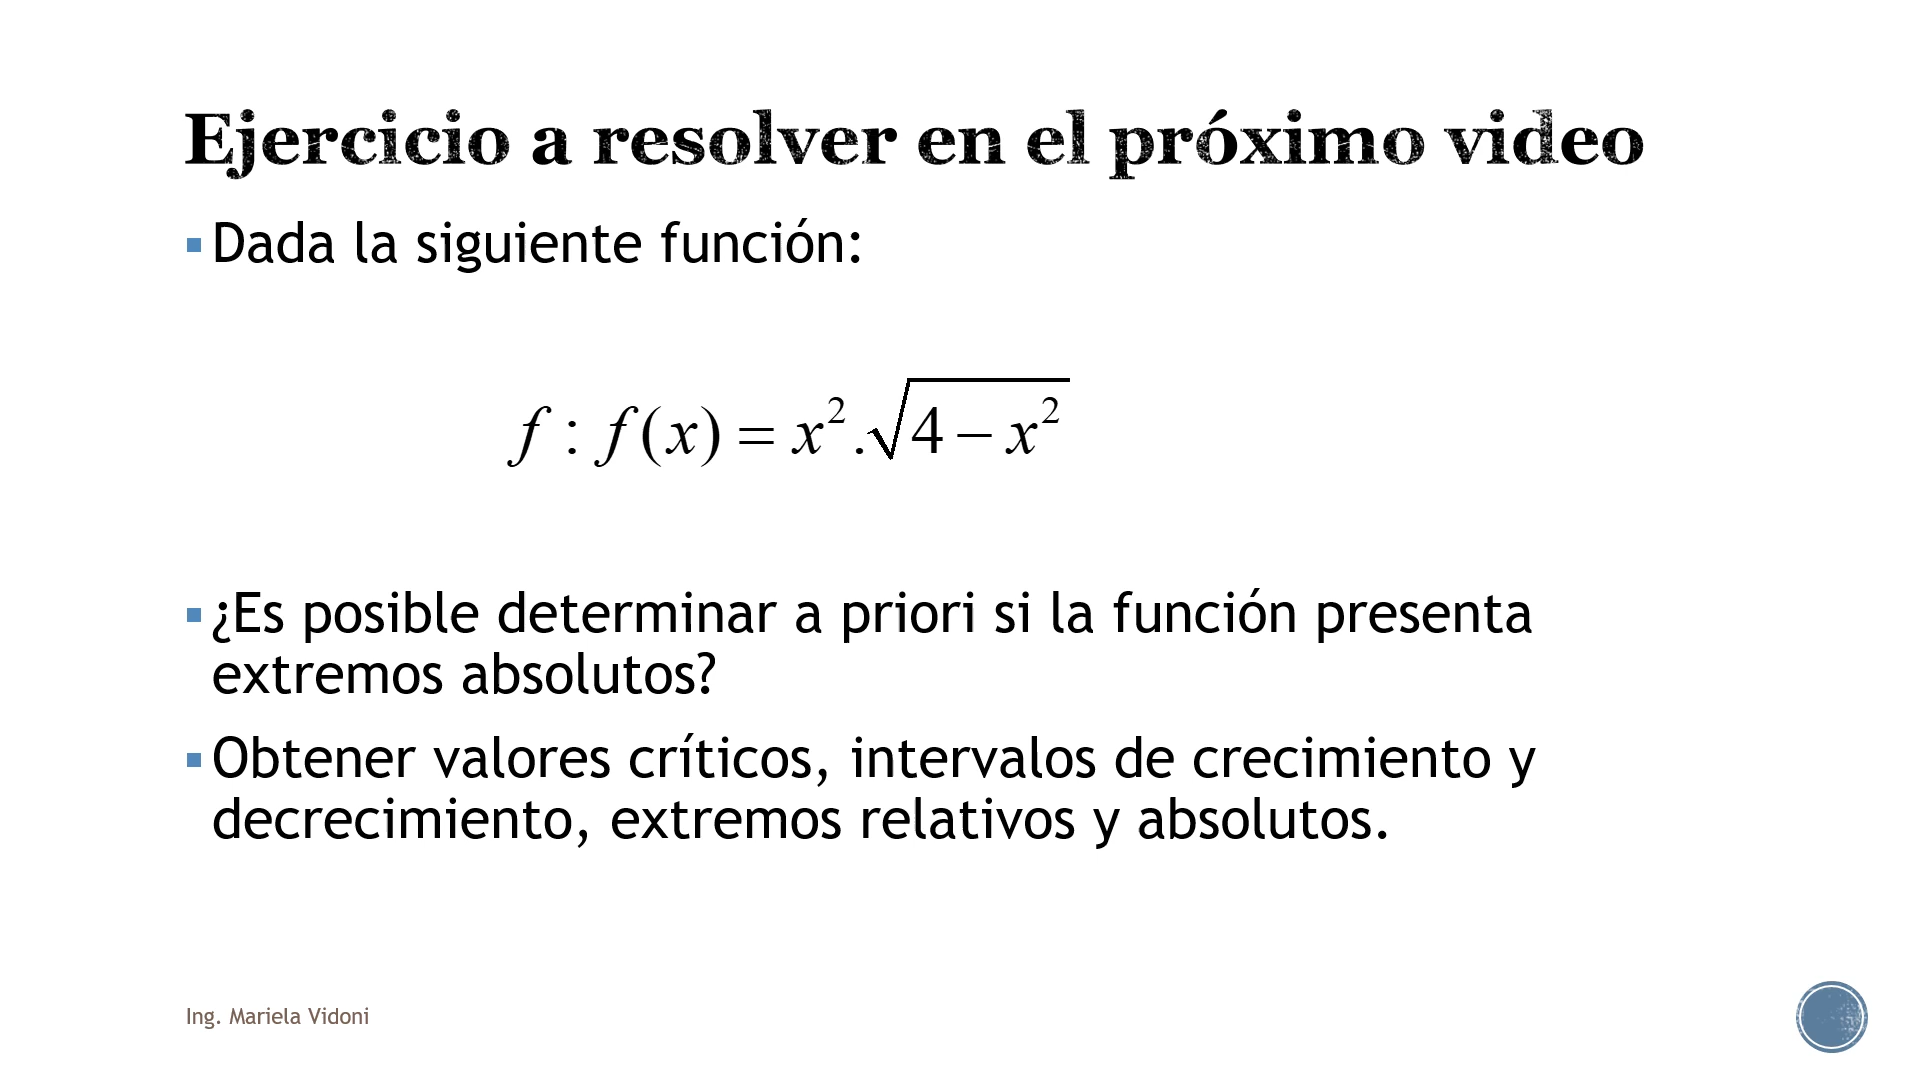 Ejercicio a resolver en el próximo video
▪ Dada la siguiente función:
f : f(x) = x².√4 − x²
▪ ¿Es posible determinar a priori si la función presenta
extremos absolutos?
▪ Obtener valores críticos, intervalos de crecimiento y
decrecimiento, extremos relativos y absolutos.
Ing. Mariela Vidoni